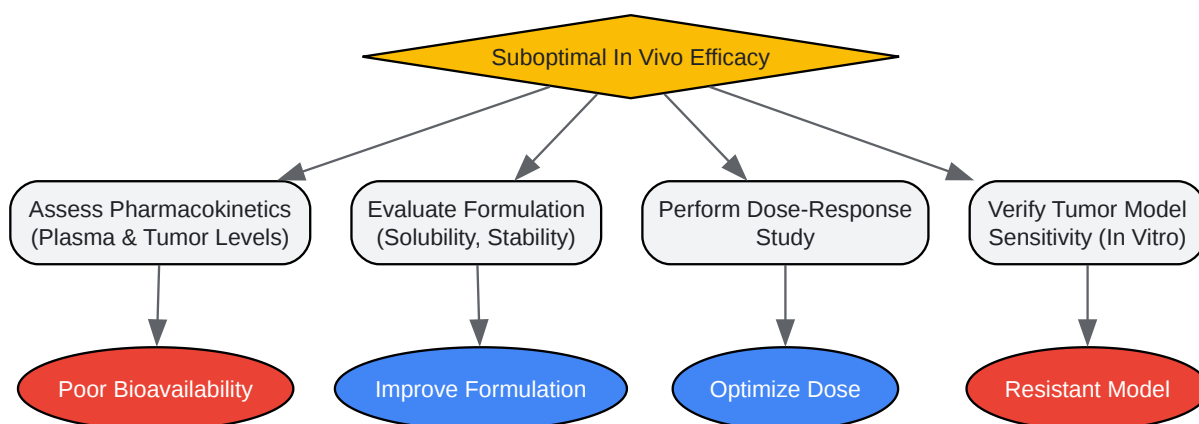 Suboptimal In Vivo Efficacy
Assess Pharmacokinetics
(Plasma & Tumor Levels)
Evaluate Formulation
(Solubility, Stability)
Perform Dose-Response
Study
Verify Tumor Model
Sensitivity (In Vitro)
Poor Bioavailability
Improve Formulation
Optimize Dose
Resistant Model